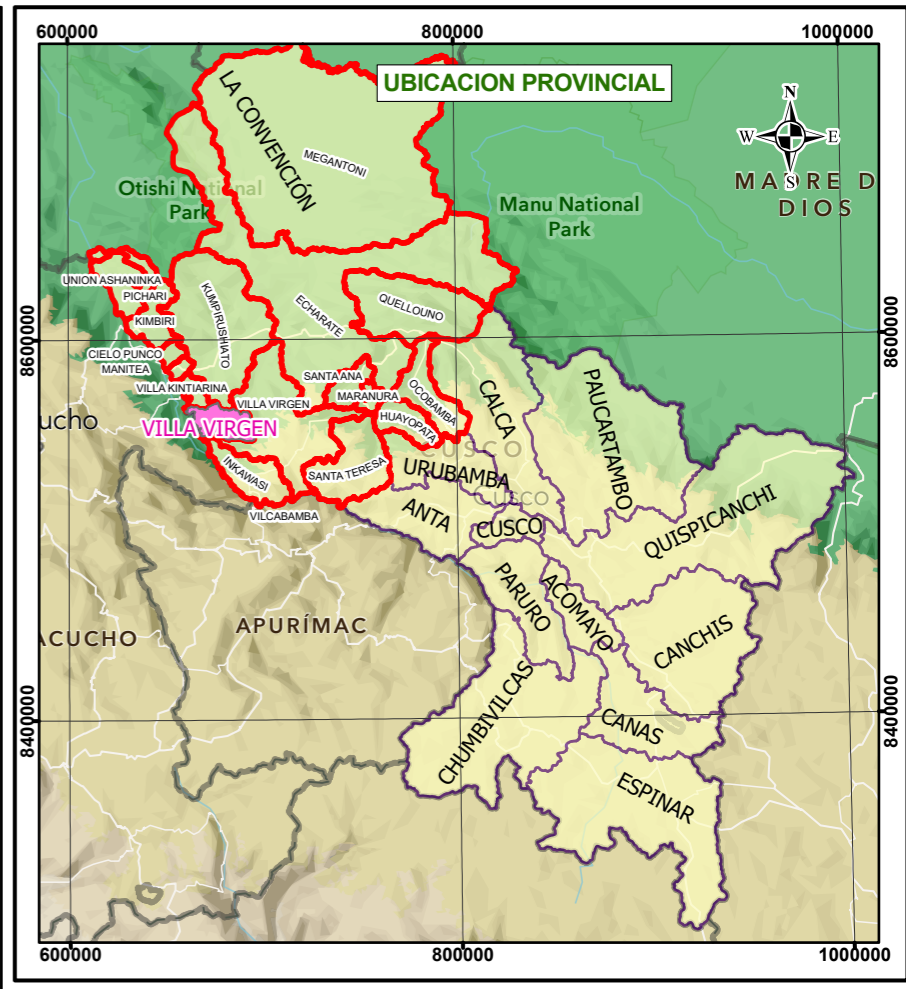 600000
800000
1000000
UBICACION PROVINCIAL
N
W
E
S
LA CONVENCIÓN
MEGANTONI
Otishi National
Park
Manu National
Park
MADRE D
DIOS
UNION ASHANINKA
PICHARI
KIMBIRI
KUMPIRUSHIATO
ECHARATE
QUELLOUNO
8600000
8600000
CIELO PUNCO
MANITEA
VILLA KINTIARINA
VILLA VIRGEN
SANTA ANA
MARANURA
OCOBAMBA
HUAYOPATA
CALCA
PAUCARTAMBO
ucho
VILLA VIRGEN
CUSCO
INKAWASI
SANTA TERESA
URUBAMBA
Cusco
VILCABAMBA
ANTA
CUSCO
QUISPICANCHI
PARURO
ACOMAYO
CANCHIS
ACUCHO
APURÍMAC
8400000
8400000
CHUMBIVILCAS
CANAS
ESPINAR
600000
800000
1000000